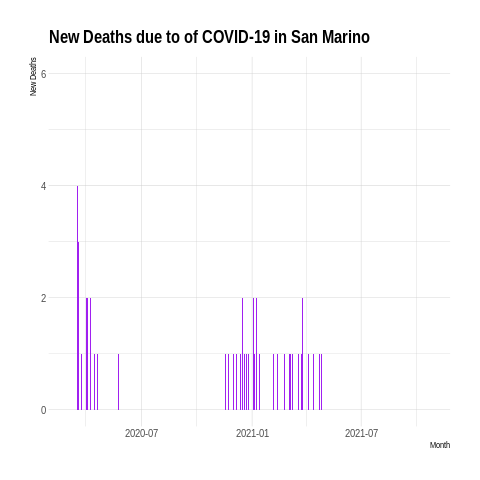 New Deaths due to of COVID-19 in San Marino
New Deaths
6
4
2
0
2020-07
2021-01
2021-07
Month